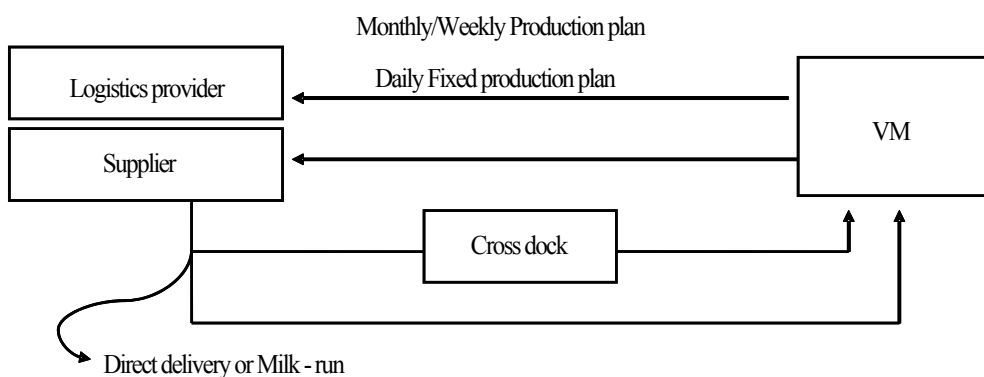 Monthly/Weekly Production plan
Logistics provider
Daily Fixed production plan
VM
Supplier
Cross dock
Direct delivery or Milk - run